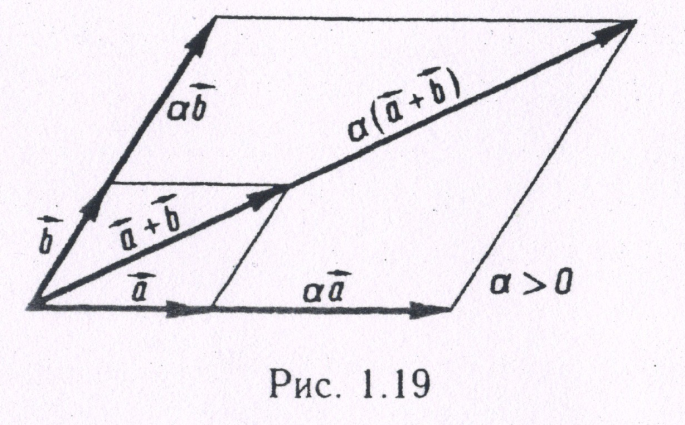 αb⃗
α(a⃗ + b⃗)
b⃗
a⃗ + b⃗
a⃗
αa⃗
α > 0
Рис. 1.19